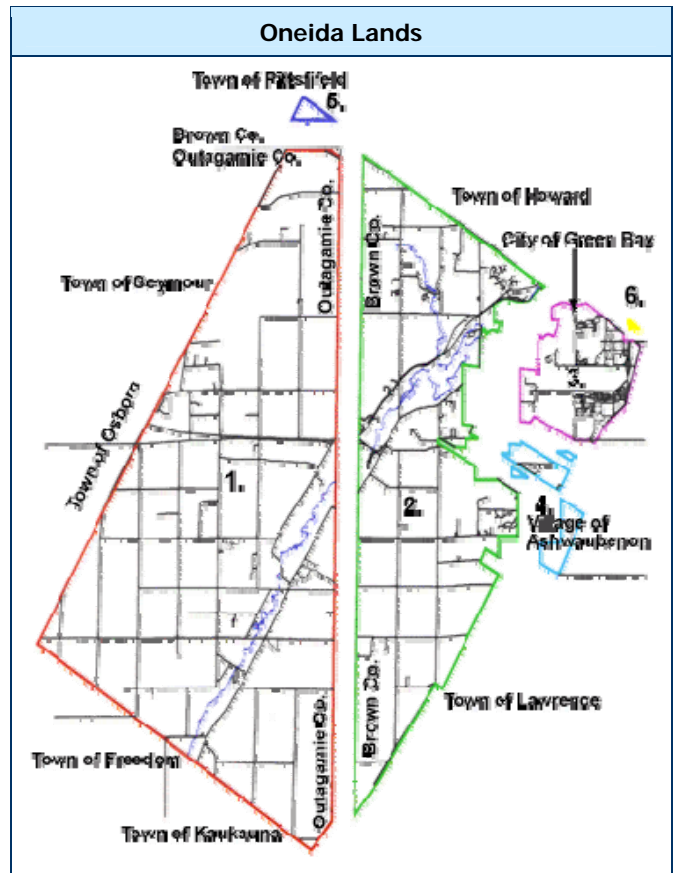 Oneida Lands
Town of Pittsfield
5.
Brown Co.
Outagamie Co.
Town of Howard
City of Green Bay
Outagamie Co.
Brown Co.
Town of Seymour
6.
Town of Osborn
1.
2.
4.
Village of
Ashwaubenon
Brown Co.
Town of Lawrence
Outagamie Co.
Town of Freedom
Town of Kaukauna